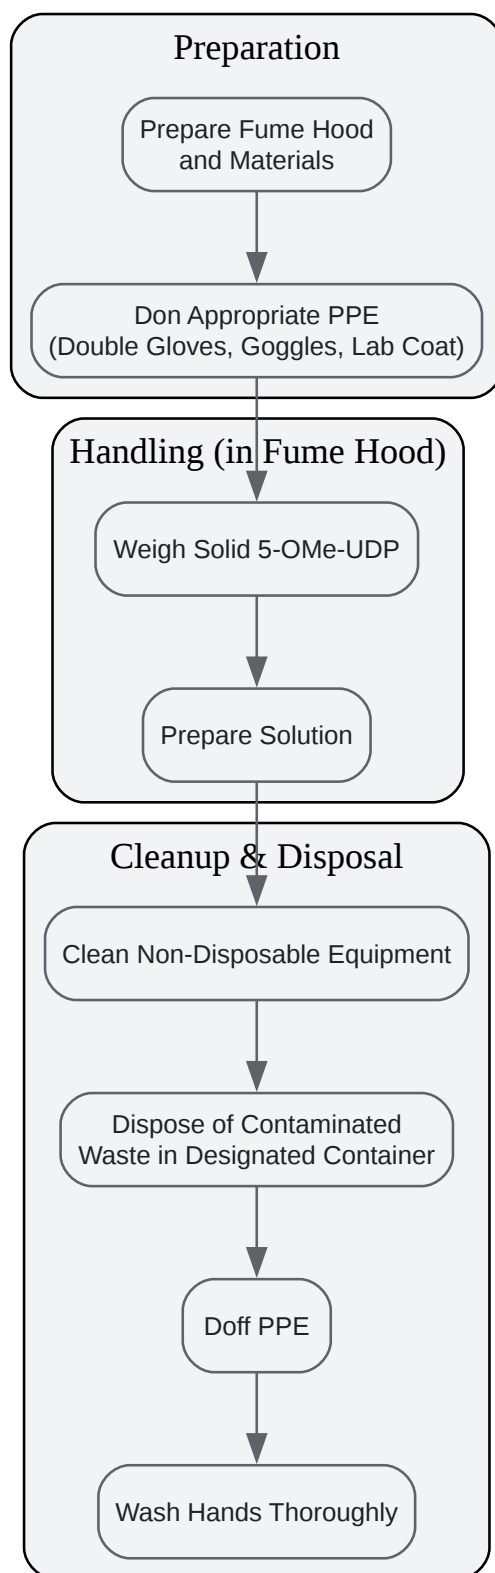 Preparation
Prepare Fume Hood
and Materials
Don Appropriate PPE
(Double Gloves, Goggles, Lab Coat)
Handling (in Fume Hood)
Weigh Solid 5-OMe-UDP
Prepare Solution
Cleanup & Disposal
Clean Non-Disposable Equipment
Dispose of Contaminated
Waste in Designated Container
Doff PPE
Wash Hands Thoroughly